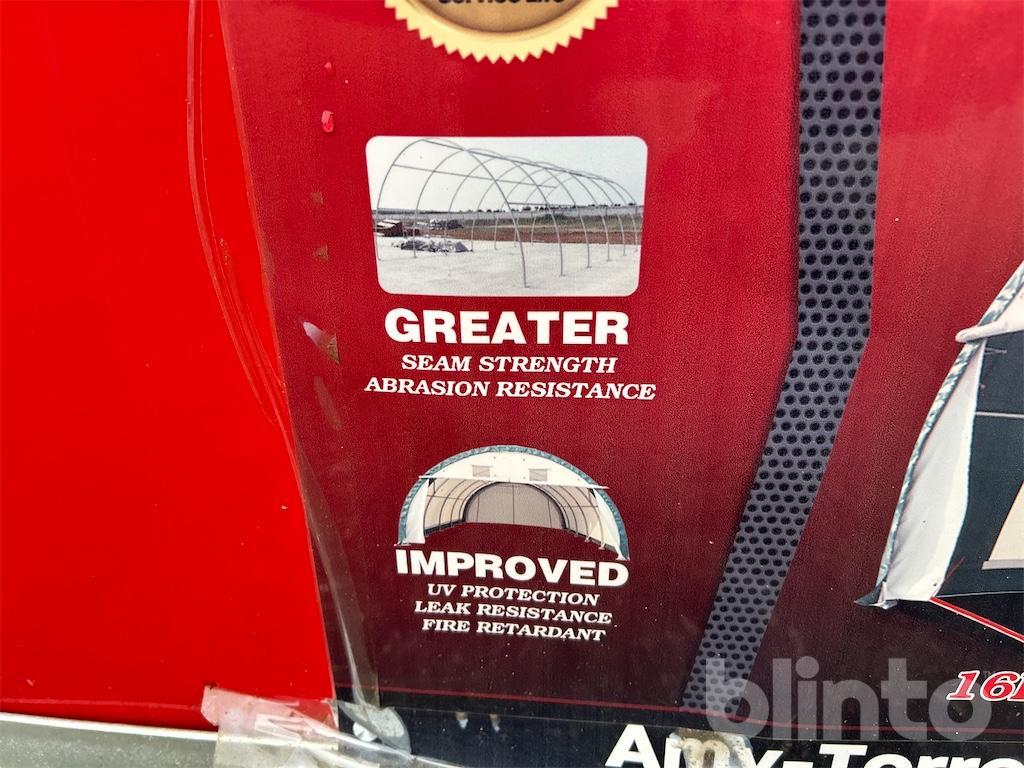 GREATER
SEAM STRENGTH
ABRASION RESISTANCE
IMPROVED
UV PROTECTION
LEAK RESISTANCE
FIRE RETARDANT
blinto